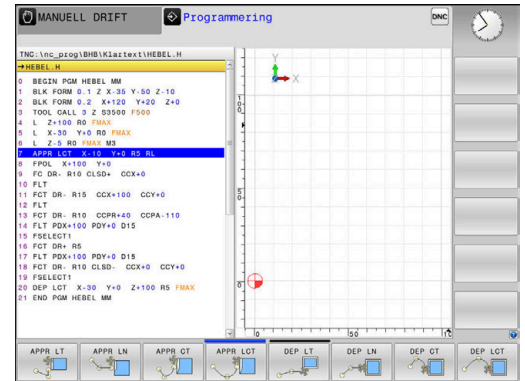 MANUELL DRIFT
Programmering
DNC
TNC:\nc_prog\BHB\Klartext\HEBEL.H
→HEBEL.H
0 BEGIN PGM HEBEL MM
1 BLK FORM 0.1 Z X-35 Y-50 Z-10
2 BLK FORM 0.2 X+120 Y+20 Z+0
3 TOOL CALL 3 Z S3500 F500
4 L Z+100 R0 FMAX
5 L X-30 Y+0 R0 FMAX
6 L Z-5 R0 FMAX M3
7 APPR LCT X-10 Y+0 R5 RL
8 FPOL X+100 Y+0
9 FC DR- R10 CLSD+ CCX+0
10 FLT
11 FCT DR- R15 CCX+100 CCY+0
12 FLT
13 FCT DR- R10 CCPR+40 CCPA-110
14 FLT PDX+100 PDY+0 D15
15 FSELECT1
16 FCT DR+ R5
17 FLT PDX+100 PDY+0 D15
18 FCT DR- R10 CLSD- CCX+0 CCY+0
19 FSELECT1
20 DEP LCT X-30 Y+0 Z+100 R5 FMAX
21 END PGM HEBEL MM
Y
X
100
50
0
0
50
APPR LT
APPR LN
APPR CT
APPR LCT
DEP LT
DEP LN
DEP CT
DEP LCT